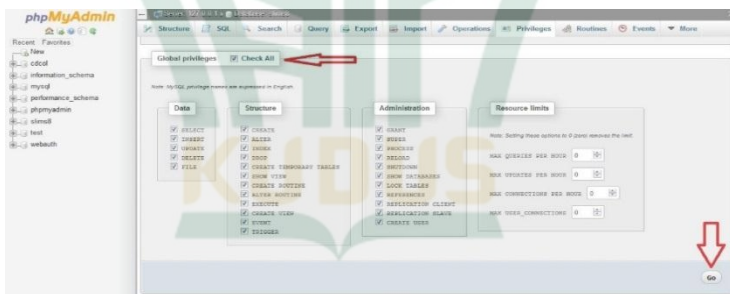 phpMyAdmin
Recent Favorites
New
cdcol
information_schema
mysql
performance_schema
phpmyadmin
slims8
test
webauth
Structure SQL Search Query Export Import Operations Privileges Routines Events More
Global privileges Check All
Note: MySQL privilege names are expressed in English.
Data
SELECT
INSERT
UPDATE
DELETE
FILE
Structure
CREATE
ALTER
INDEX
DROP
CREATE TEMPORARY TABLES
SHOW VIEW
CREATE ROUTINE
ALTER ROUTINE
EXECUTE
CREATE VIEW
EVENT
TRIGGER
Administration
GRANT
SUPER
PROCESS
RELOAD
SHUTDOWN
SHOW DATABASES
LOCK TABLES
REFERENCES
REPLICATION CLIENT
REPLICATION SLAVE
CREATE USER
Resource limits
Note: Setting these options to 0 (zero) removes the limit.
MAX QUERIES PER HOUR 0
MAX UPDATES PER HOUR 0
MAX CONNECTIONS PER HOUR 0
MAX USER_CONNECTIONS 0
Go
KUDUS